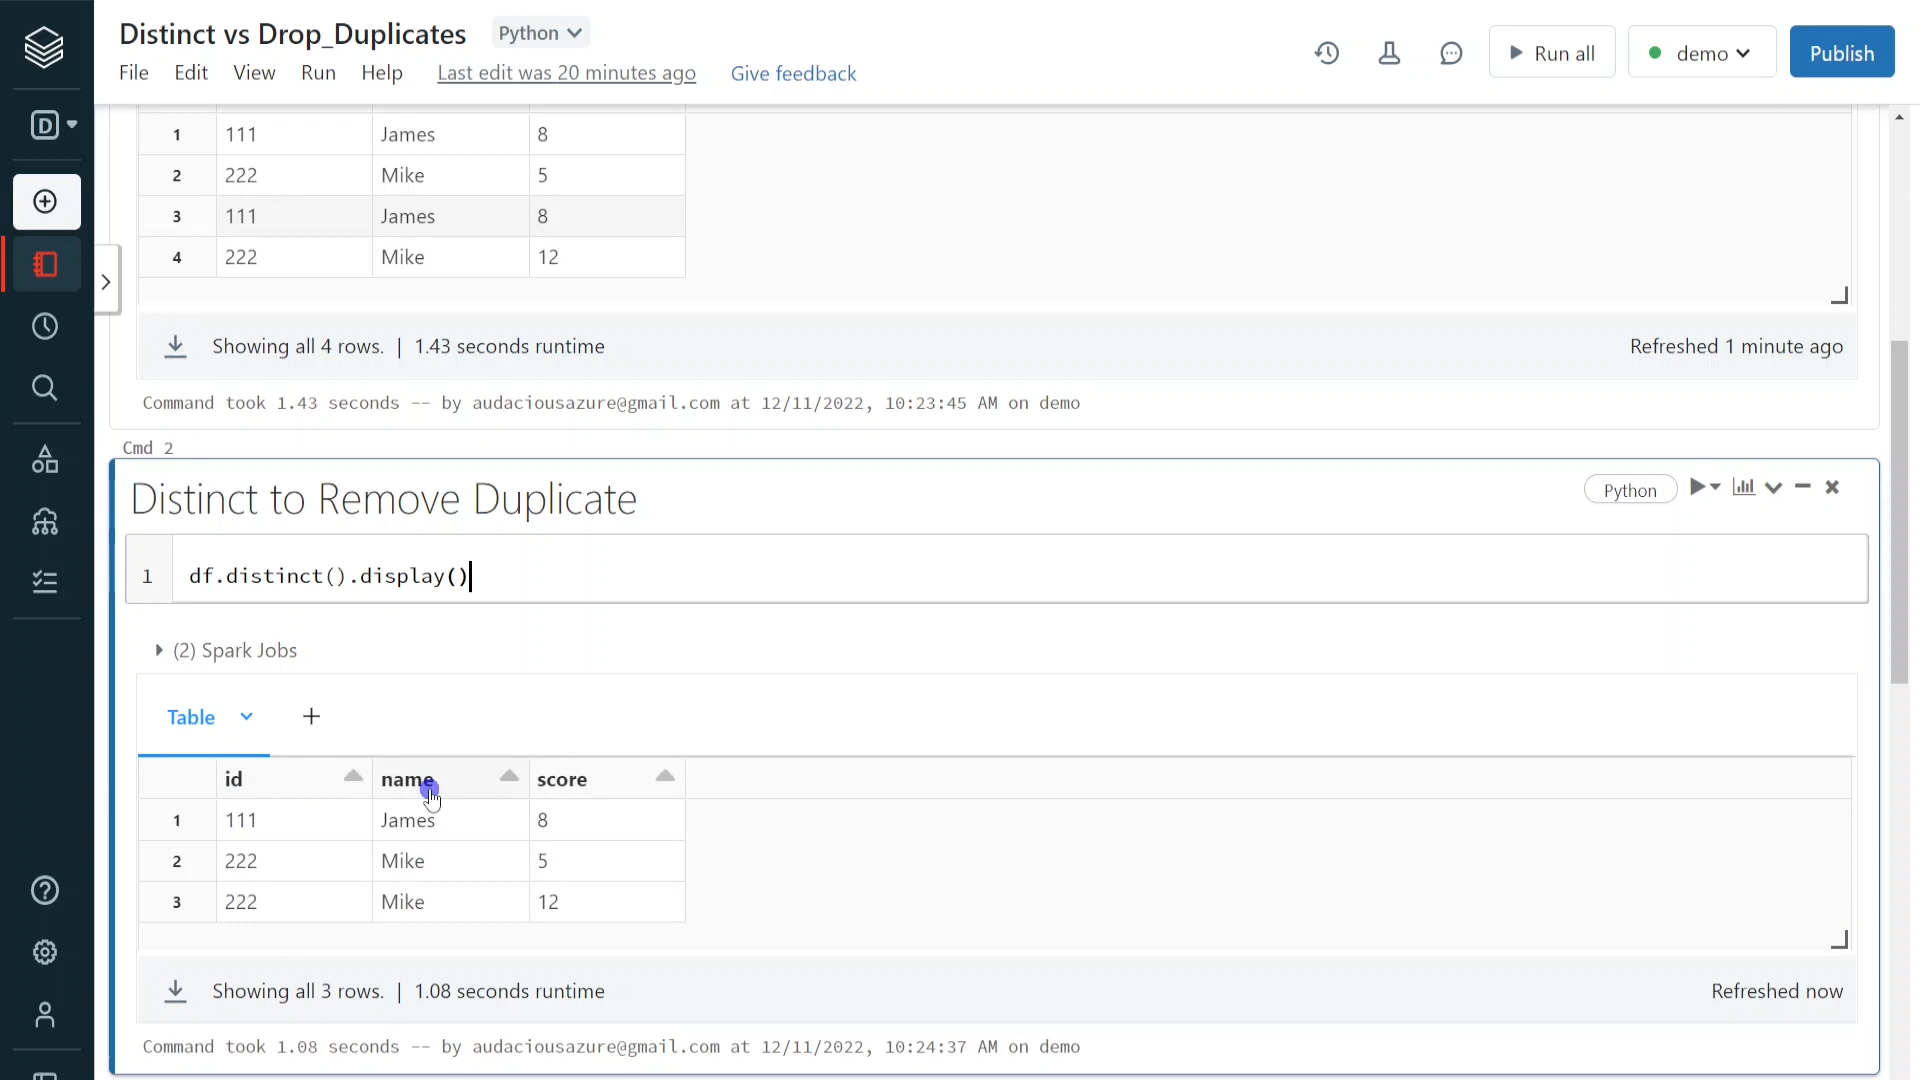 Distinct vs Drop_Duplicates Python
File Edit View Run Help Last edit was 20 minutes ago Give feedback
Run all demo Publish
D
1 111 James 8
2 222 Mike 5
3 111 James 8
4 222 Mike 12
Showing all 4 rows. | 1.43 seconds runtime Refreshed 1 minute ago
Command took 1.43 seconds -- by audaciousazure@gmail.com at 12/11/2022, 10:23:45 AM on demo
Cmd 2
Distinct to Remove Duplicate Python
1 df.distinct().display()
(2) Spark Jobs
Table +
id name score
1 111 James 8
2 222 Mike 5
3 222 Mike 12
Showing all 3 rows. | 1.08 seconds runtime Refreshed now
Command took 1.08 seconds -- by audaciousazure@gmail.com at 12/11/2022, 10:24:37 AM on demo